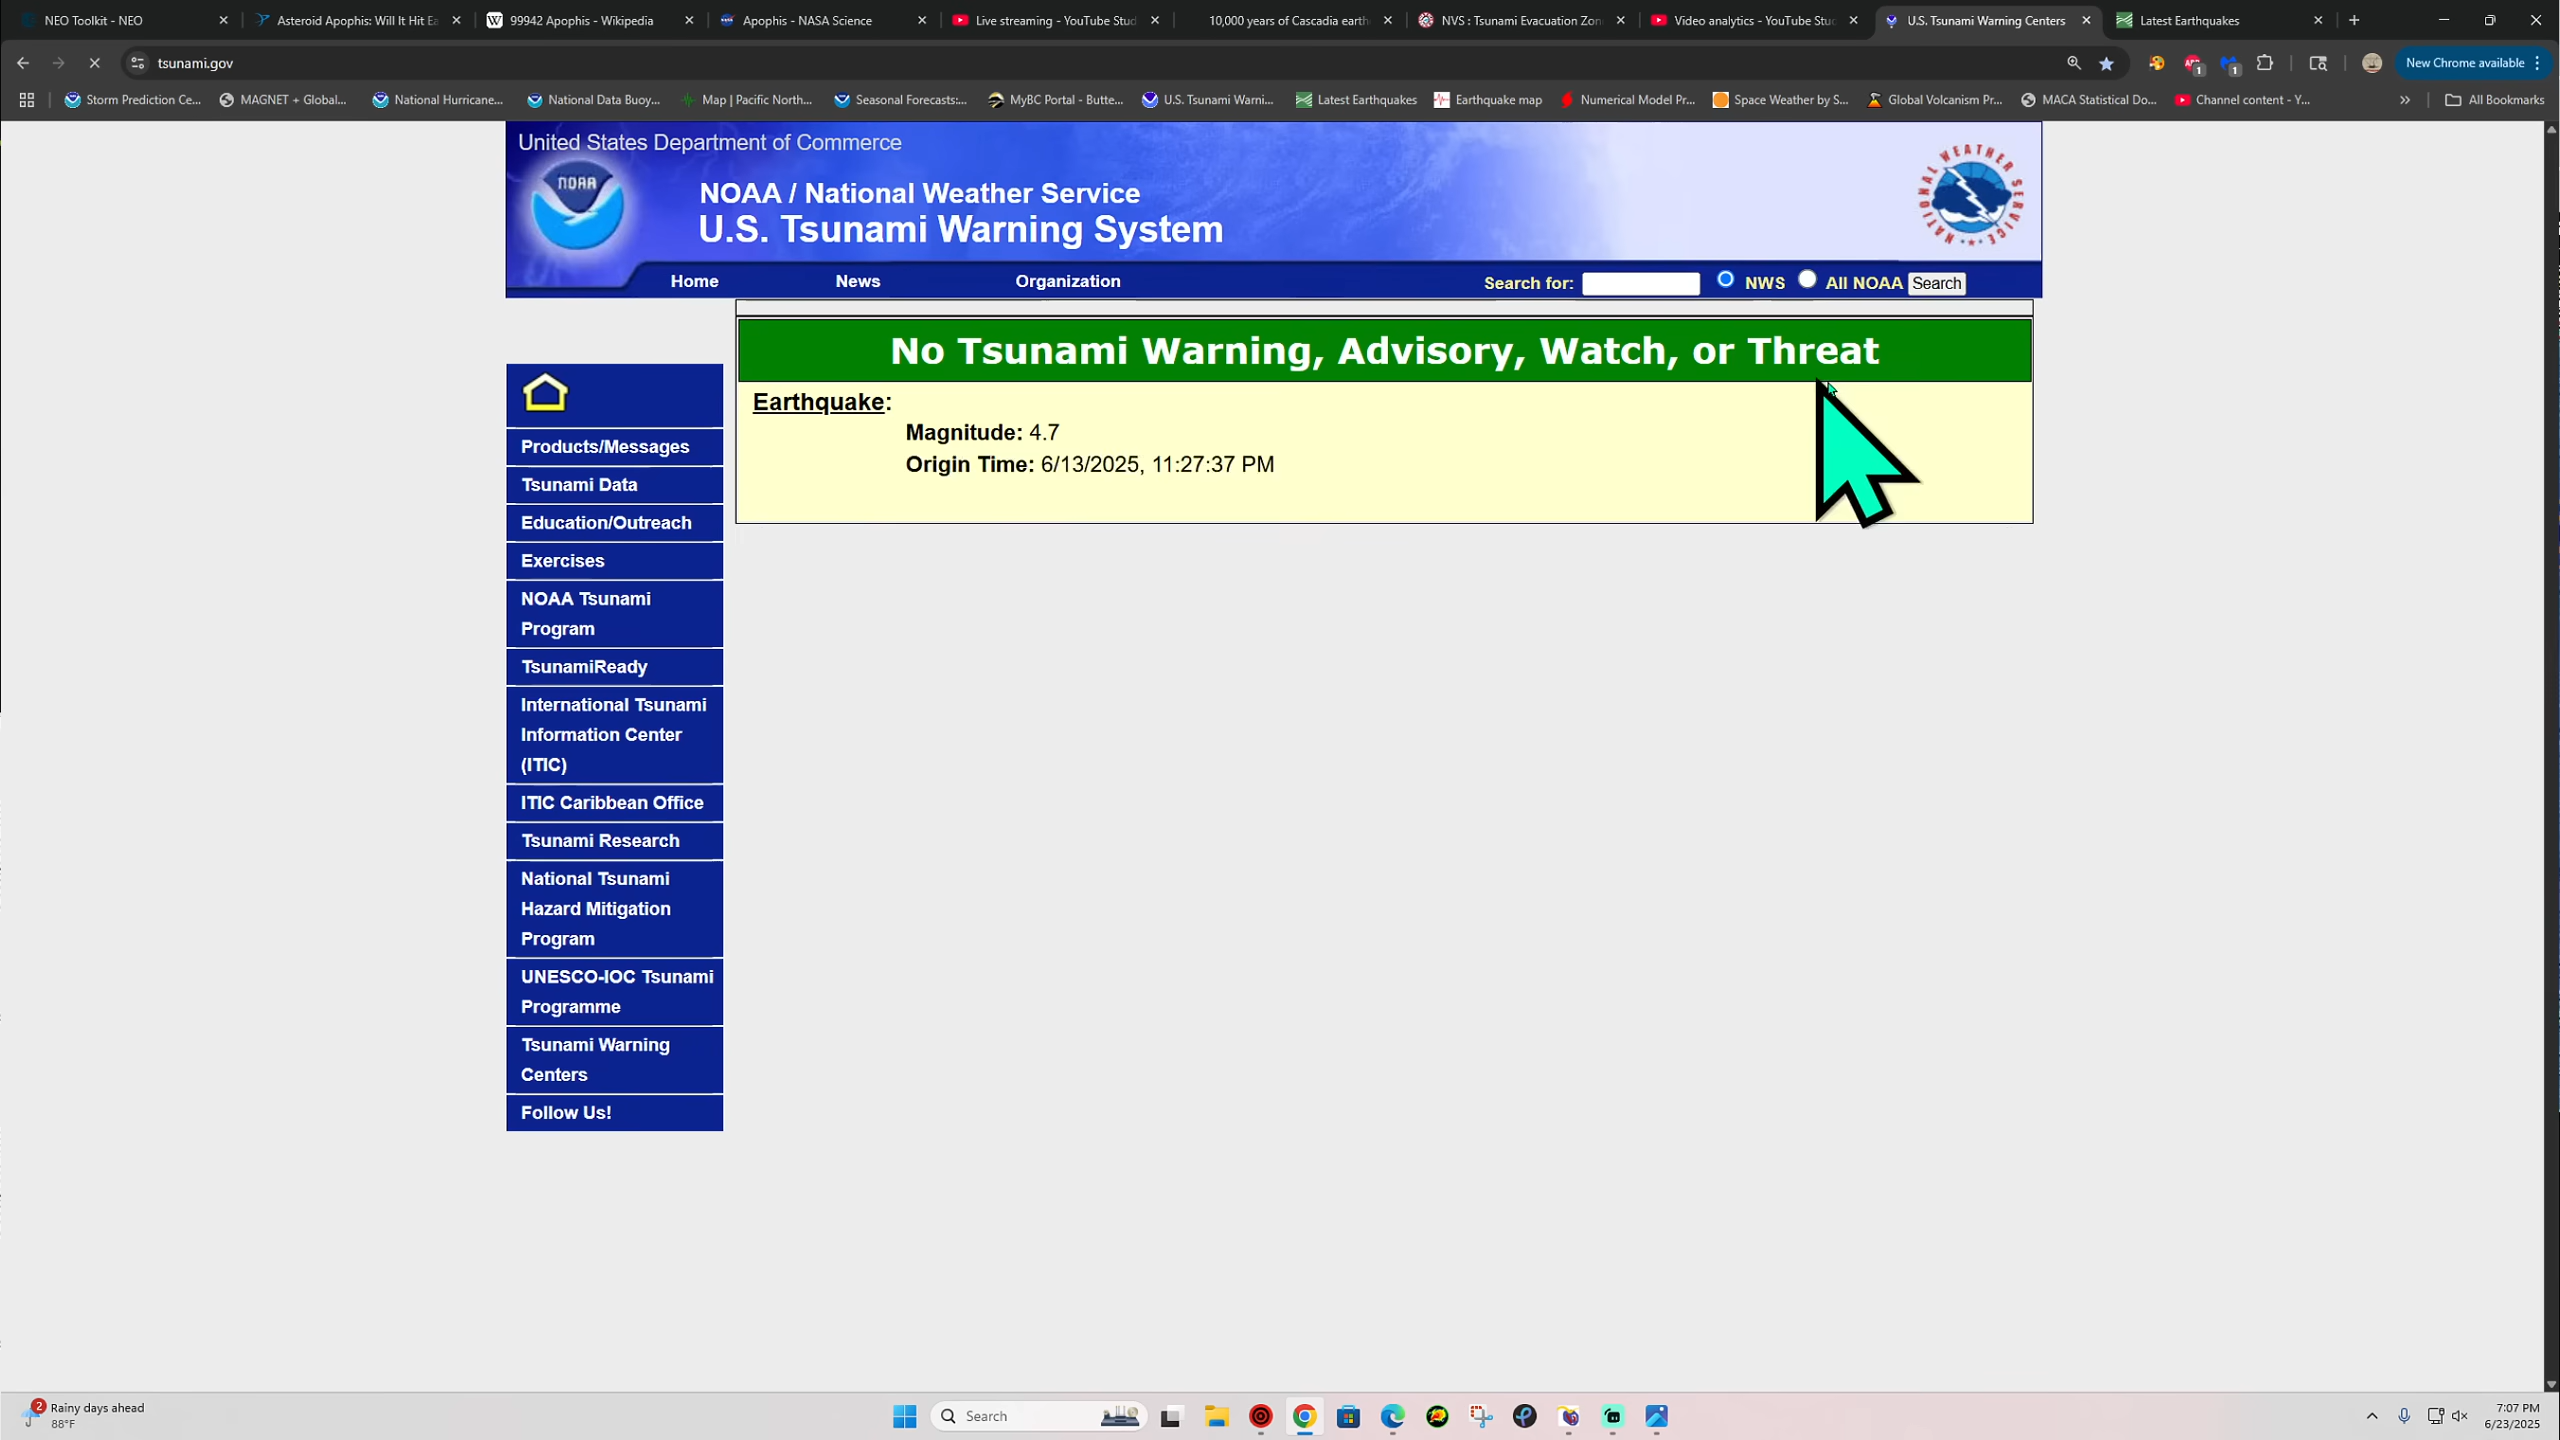 NEO Toolkit - NEO
Asteroid Apophis: Will It Hit Ea
99942 Apophis - Wikipedia
Apophis - NASA Science
Live streaming - YouTube Stud
10,000 years of Cascadia earth
NVS : Tsunami Evacuation Zon
Video analytics - YouTube Stud
U.S. Tsunami Warning Centers
Latest Earthquakes
tsunami.gov
New Chrome available
Storm Prediction Ce...
MAGNET + Global...
National Hurricane...
National Data Buoy...
Map | Pacific North...
Seasonal Forecasts:...
MyBC Portal - Butte...
U.S. Tsunami Warni...
Latest Earthquakes
Earthquake map
Numerical Model Pr...
Space Weather by S...
Global Volcanism Pr...
MACA Statistical Do...
Channel content - Y...
All Bookmarks
United States Department of Commerce
NOAA
NOAA / National Weather Service
U.S. Tsunami Warning System
NATIONAL WEATHER SERVICE
Home
News
Organization
Search for:
NWS
All NOAA
Search
No Tsunami Warning, Advisory, Watch, or Threat
Earthquake:
Magnitude: 4.7
Origin Time: 6/13/2025, 11:27:37 PM
Products/Messages
Tsunami Data
Education/Outreach
Exercises
NOAA Tsunami
Program
TsunamiReady
International Tsunami
Information Center
(ITIC)
ITIC Caribbean Office
Tsunami Research
National Tsunami
Hazard Mitigation
Program
UNESCO-IOC Tsunami
Programme
Tsunami Warning
Centers
Follow Us!
2
Rainy days ahead
88°F
Search
7:07 PM
6/23/2025